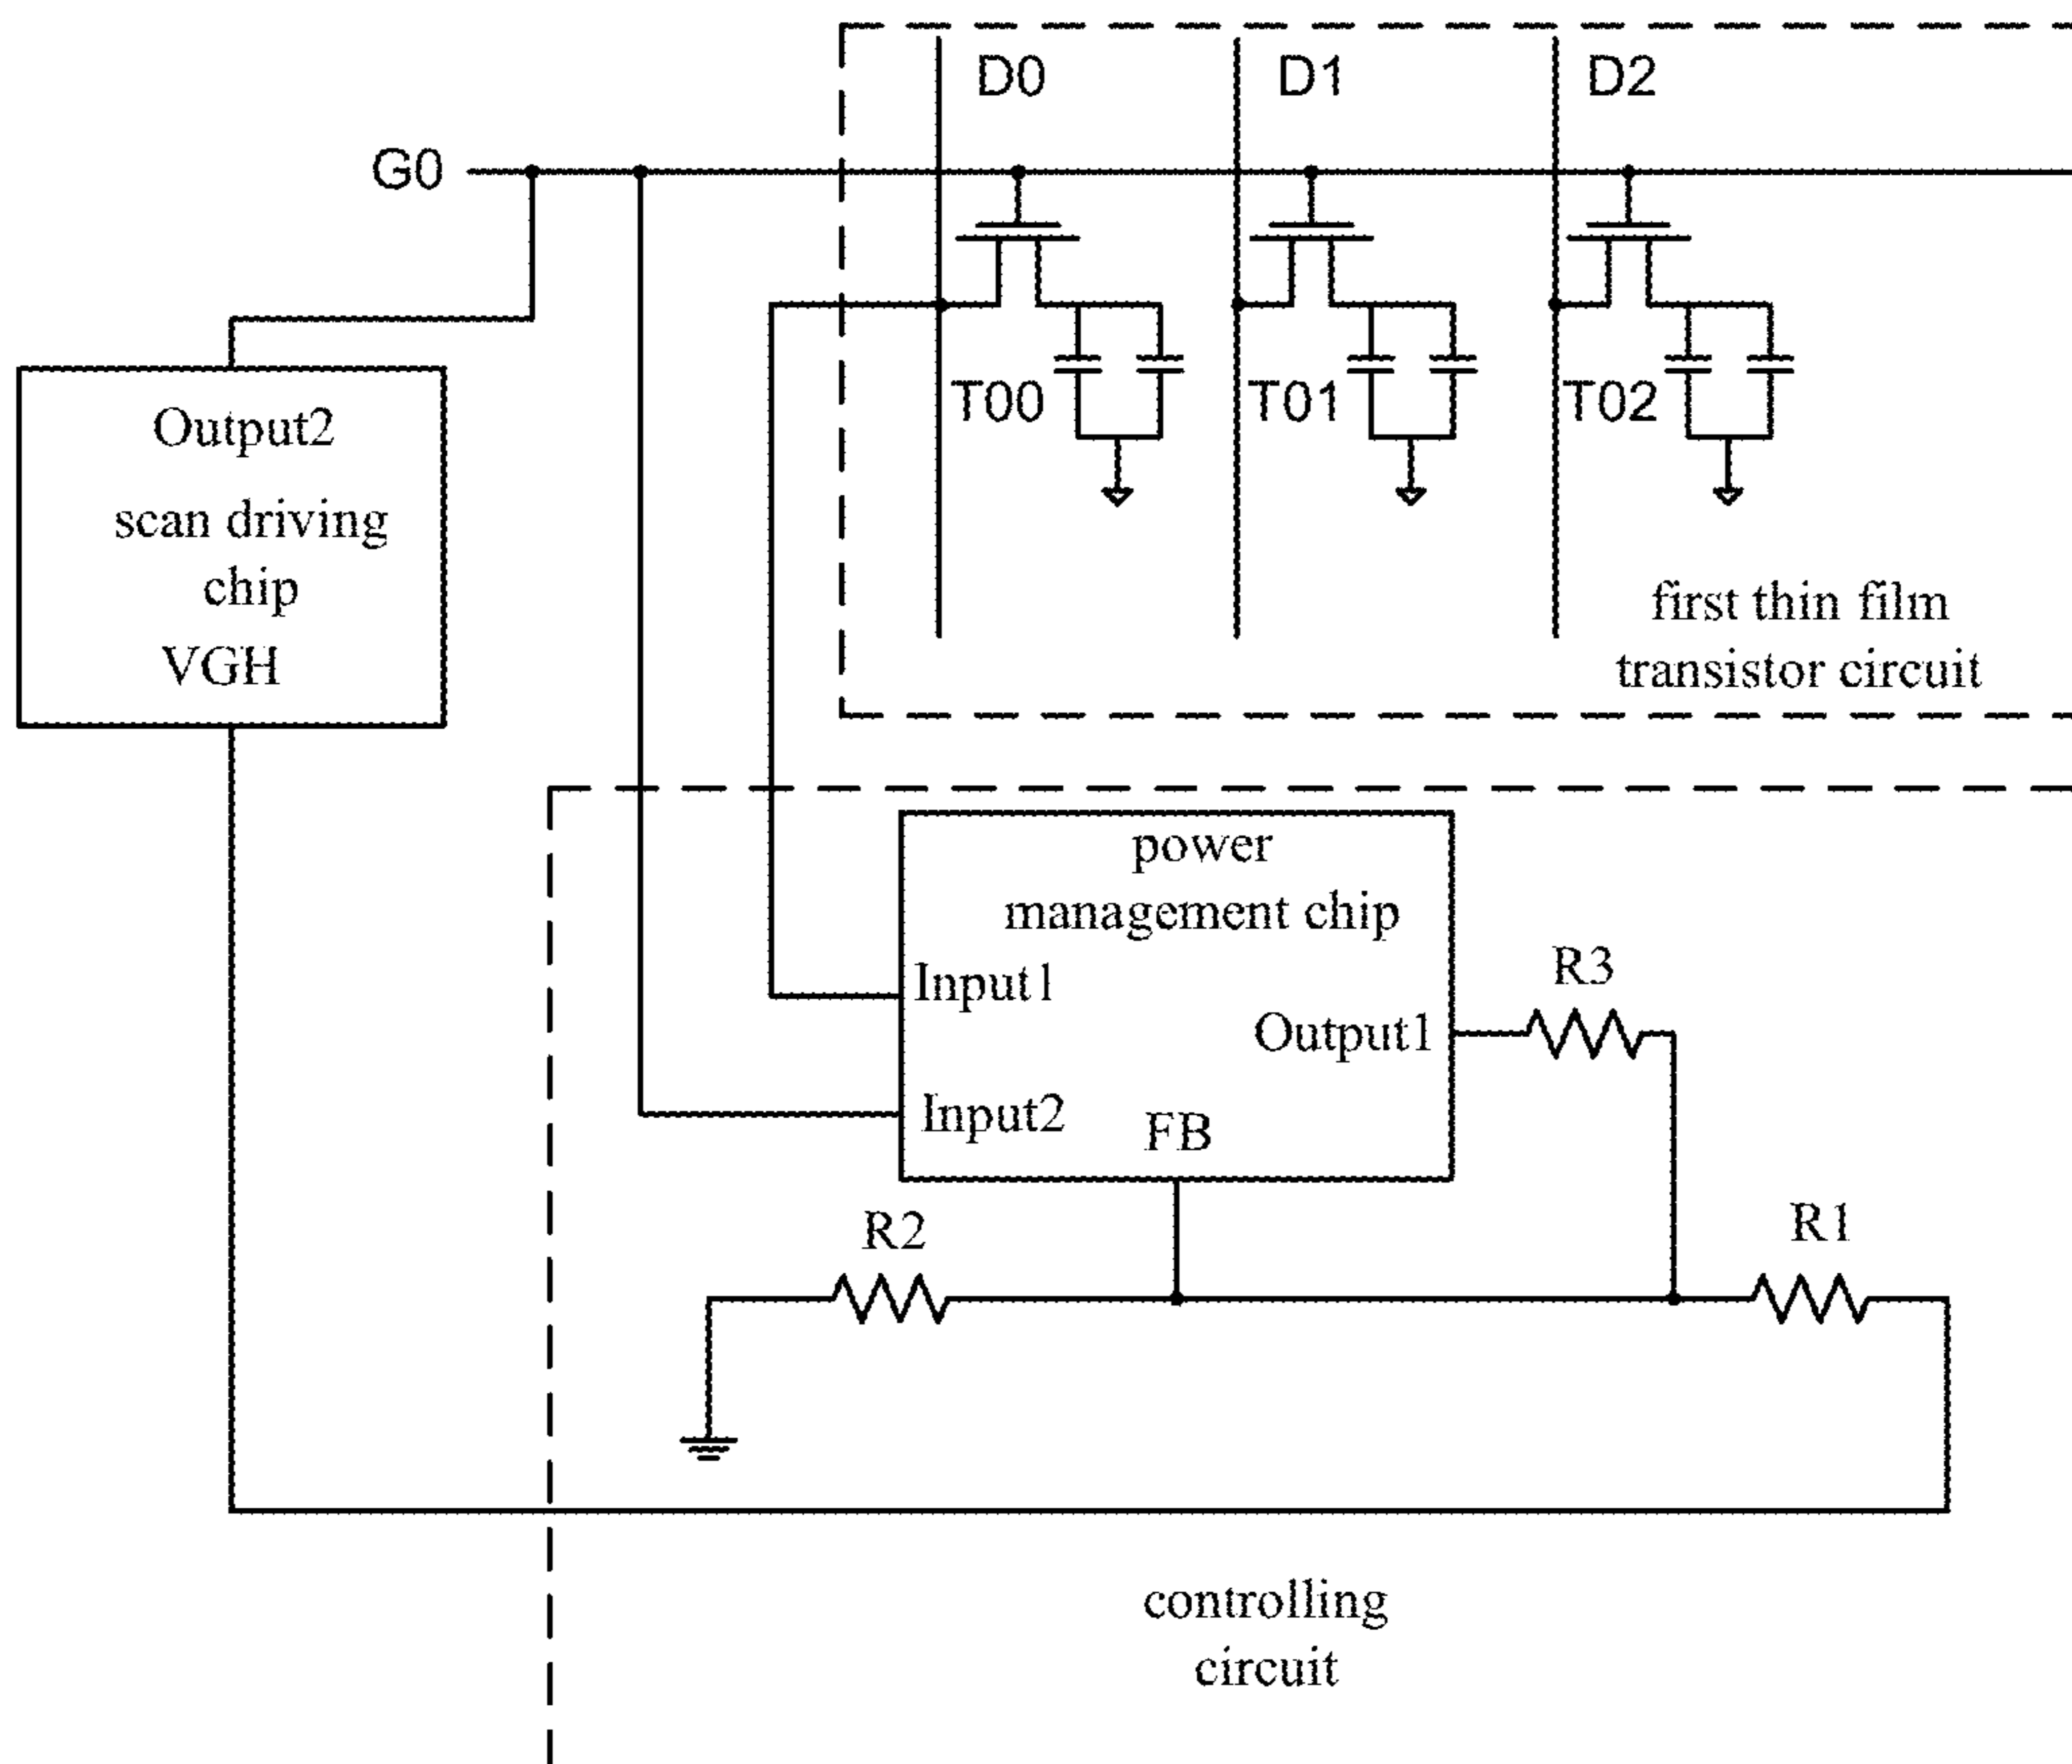 D0
D1
D2
G0
T00
T01
T02
Output2
scan driving
chip
VGH
first thin film
transistor circuit
power
management chip
Input1
Output1
Input2
FB
R3
R2
R1
controlling
circuit